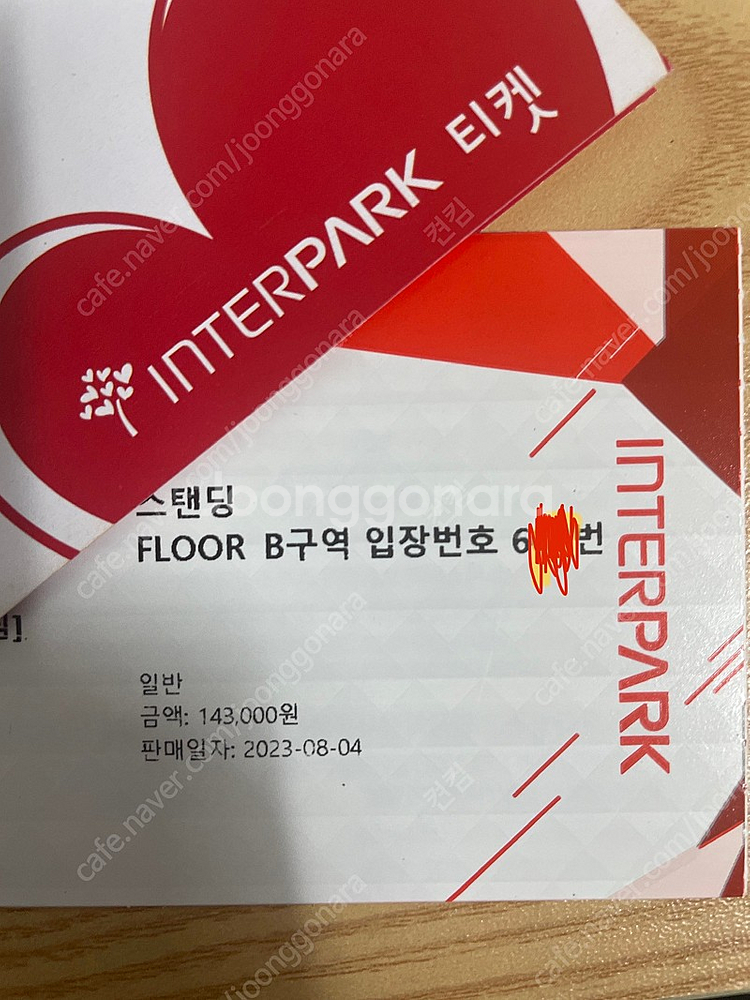 INTERPARK 티켓
스탠딩
FLOOR B구역 입장번호 6 번
일반
금액: 143,000원
판매일자: 2023-08-04
INTERPARK
joonggonara
cafe.naver.com/joonggonara
컨킴